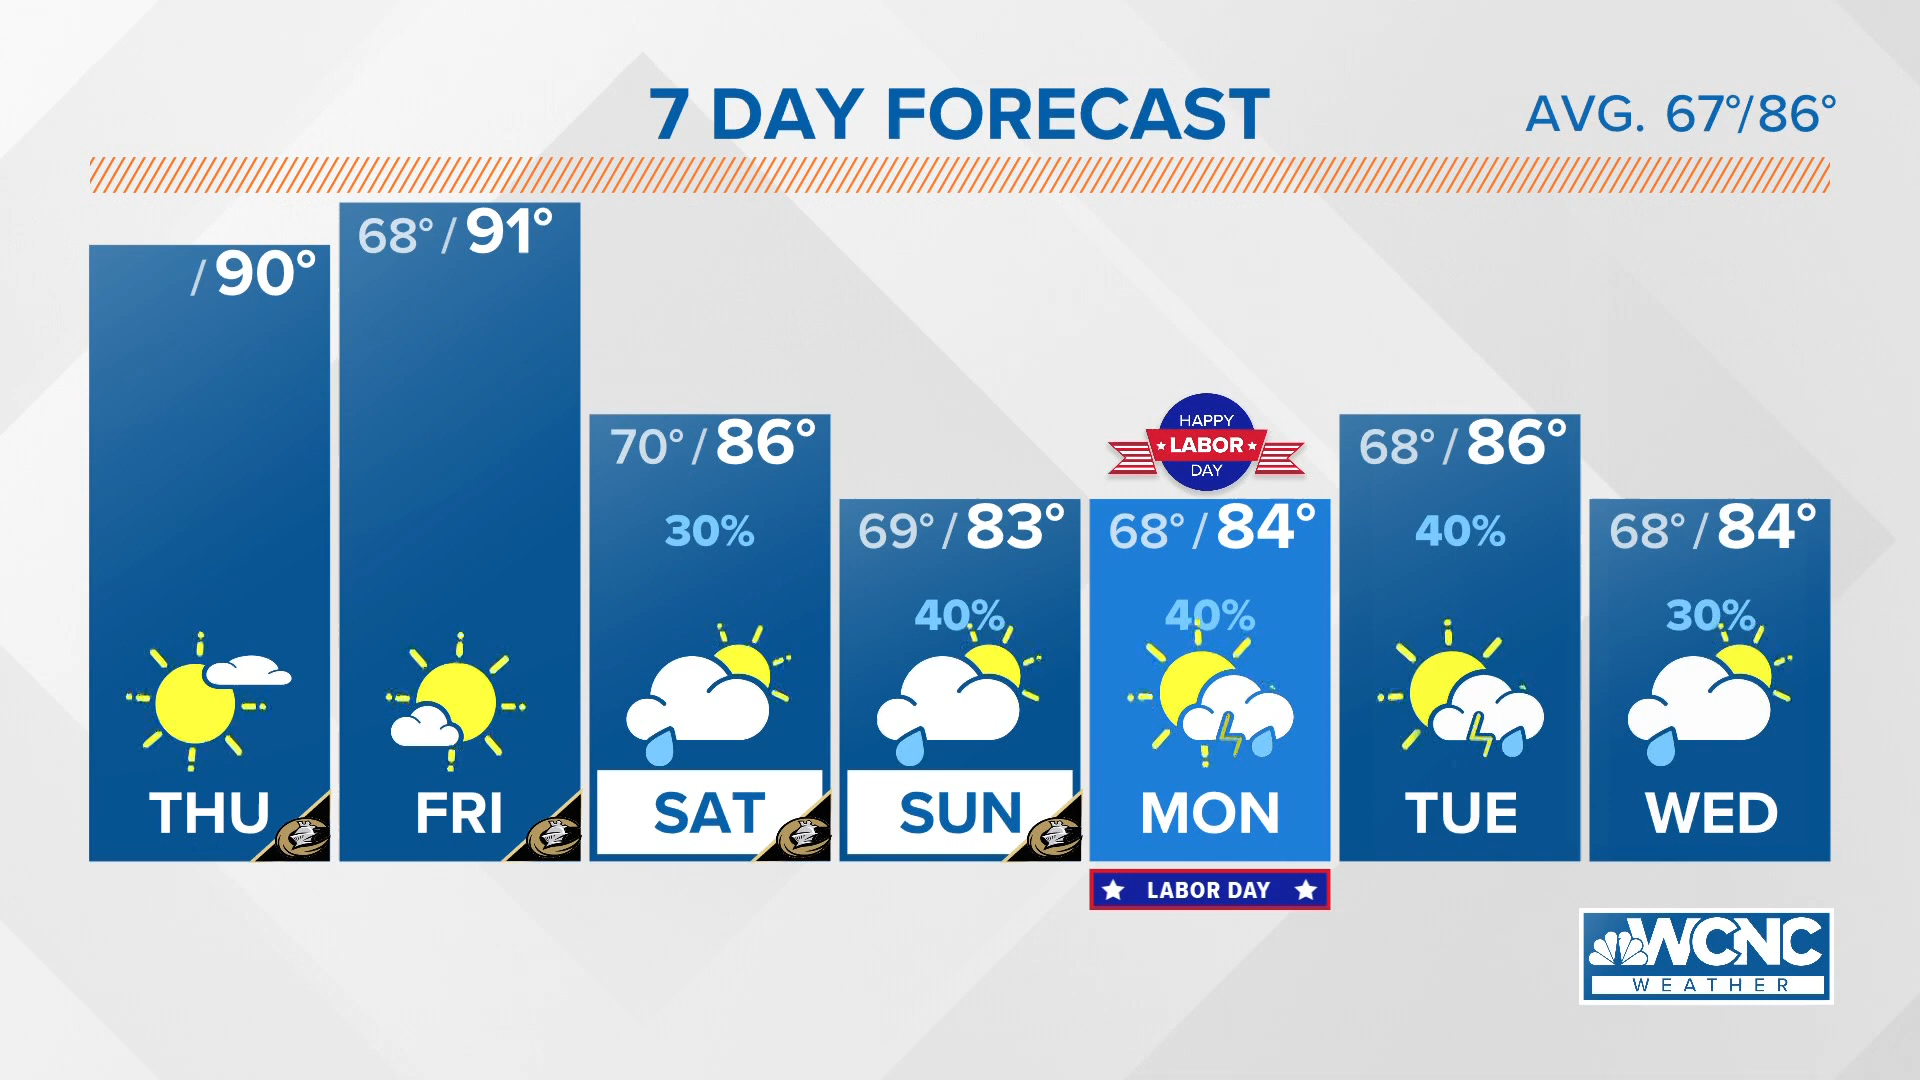 7 DAY FORECAST
AVG. 67°/86°
/ 90°
68° / 91°
70° / 86°
30%
69° / 83°
40%
HAPPY
LABOR
DAY
68° / 84°
40%
68° / 86°
40%
68° / 84°
30%
THU
FRI
SAT
SUN
MON
TUE
WED
LABOR DAY
WCNC
WEATHER